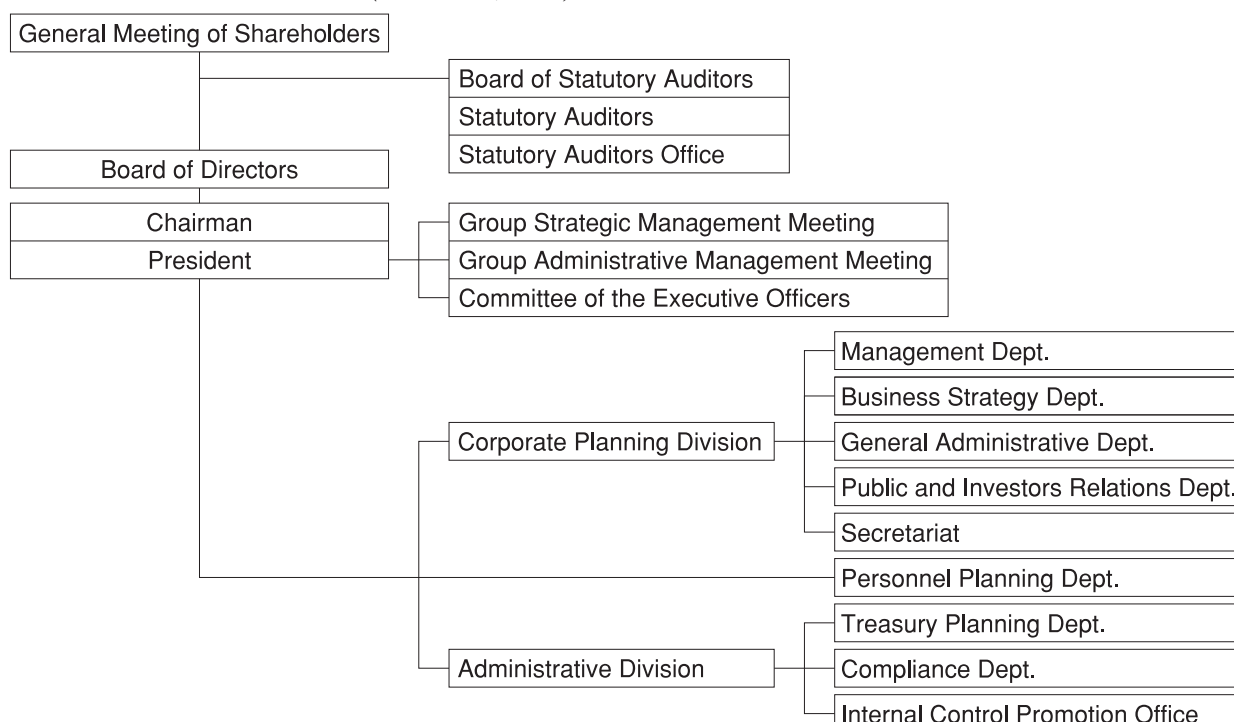 General Meeting of Shareholders
Board of Statutory Auditors
Statutory Auditors
Statutory Auditors Office
Board of Directors
Chairman
President
Group Strategic Management Meeting
Group Administrative Management Meeting
Committee of the Executive Officers
Management Dept.
Business Strategy Dept.
Corporate Planning Division
General Administrative Dept.
Public and Investors Relations Dept.
Secretariat
Personnel Planning Dept.
Treasury Planning Dept.
Administrative Division
Compliance Dept.
Internal Control Promotion Office